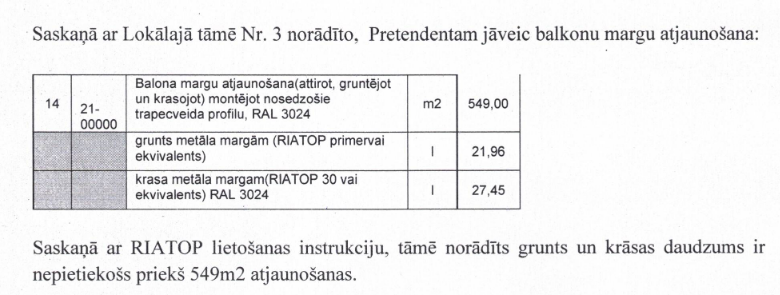 Saskaņā ar Lokālajā tāmē Nr. 3 norādīto, Pretendentam jāveic balkonu margu atjaunošana:
14
21-
00000
Balona margu atjaunošana(attirot, gruntējot
un krasojot) montējot nosedzošie
trapecveida profilu, RAL 3024
m2
549,00
grunts metāla margām (RIATOP primervai
ekvivalents)
l
21,96
krasa metāla margam(RIATOP 30 vai
ekvivalents) RAL 3024
l
27,45
Saskaņā ar RIATOP lietošanas instrukciju, tāmē norādīts grunts un krāsas daudzums ir
nepietiekošs priekš 549m2 atjaunošanas.